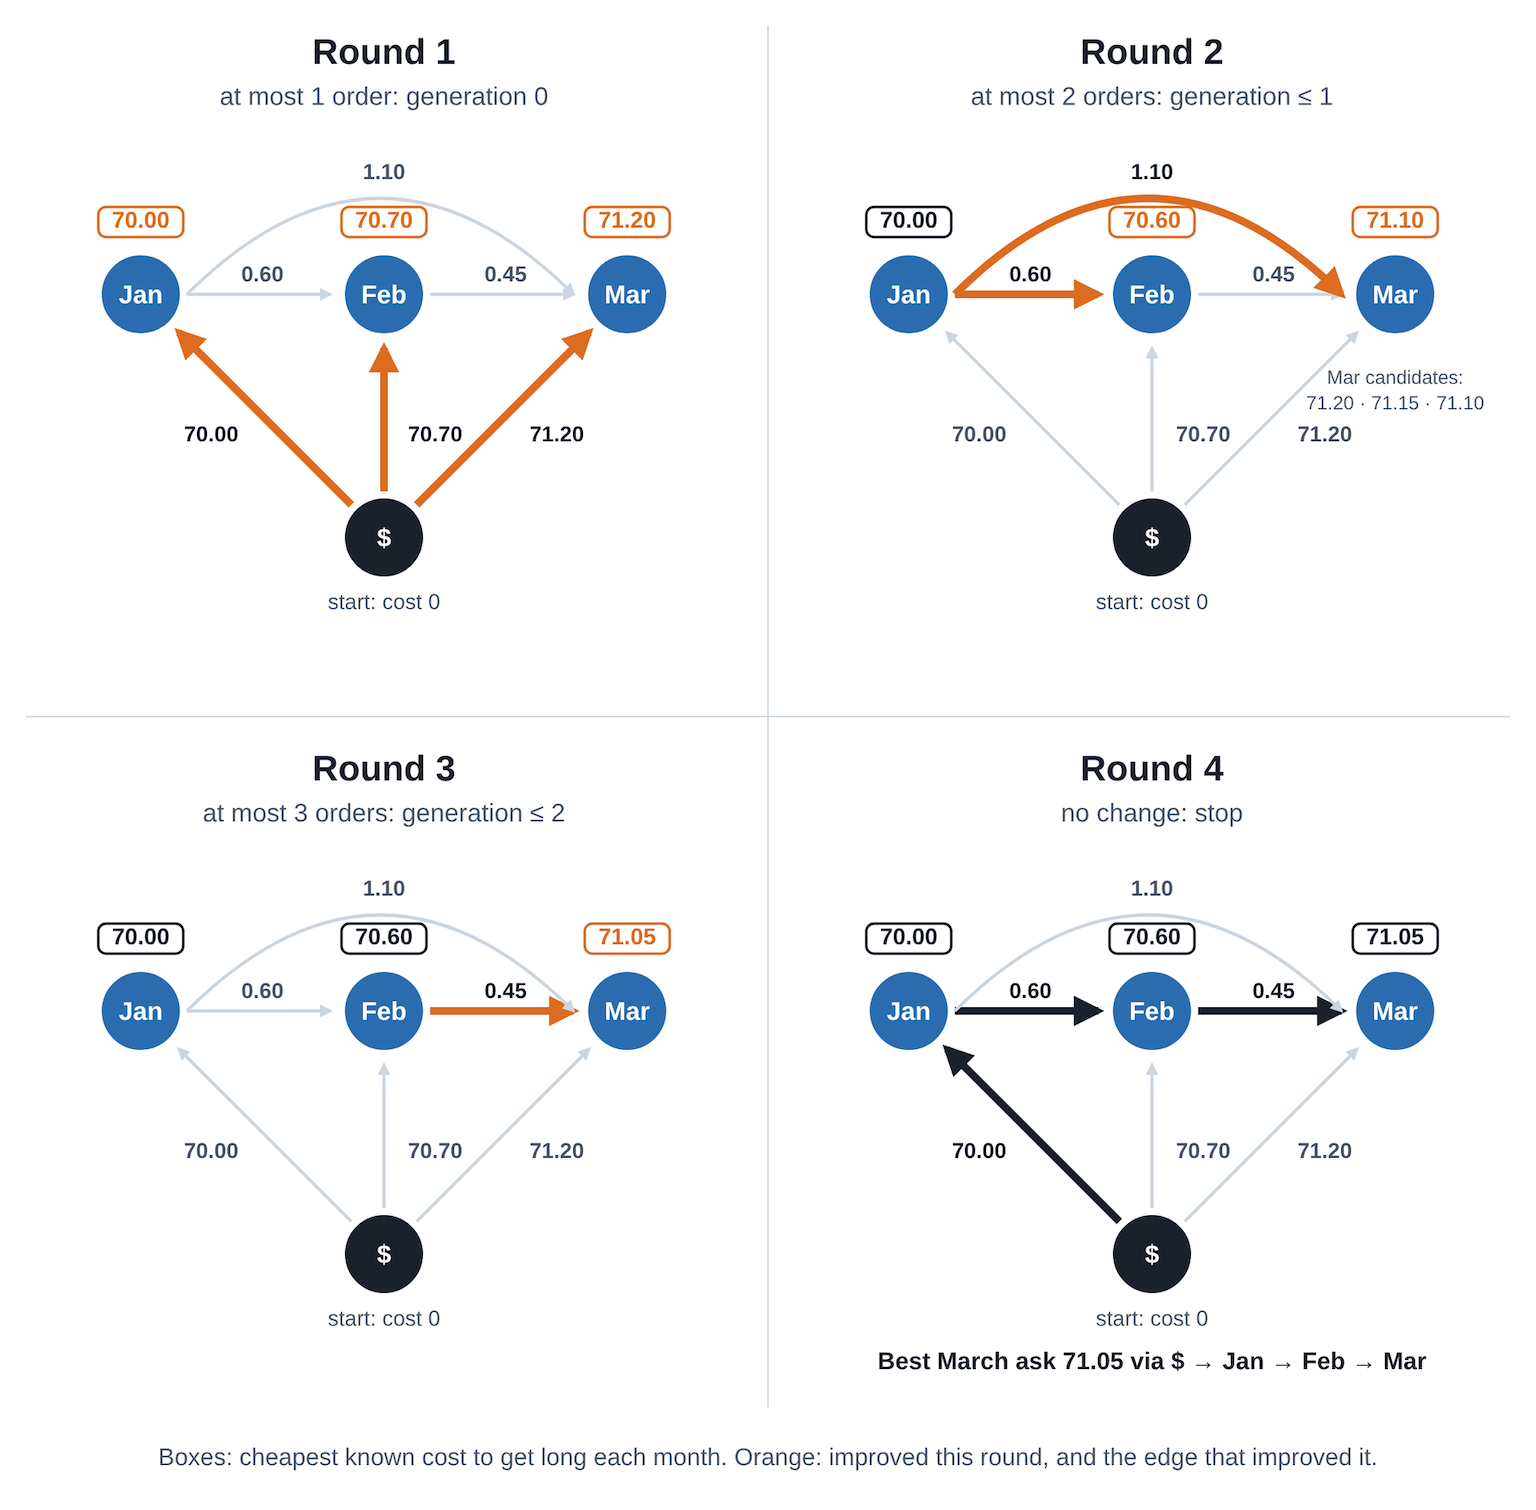 Round 1
at most 1 order: generation 0
1.10
70.00
70.70
71.20
0.60
0.45
Jan
Feb
Mar
70.00
70.70
71.20
$
start: cost 0
Round 2
at most 2 orders: generation ≤ 1
1.10
70.00
70.60
71.10
0.60
0.45
Jan
Feb
Mar
Mar candidates:
71.20 · 71.15 · 71.10
70.00
70.70
71.20
$
start: cost 0
Round 3
at most 3 orders: generation ≤ 2
1.10
70.00
70.60
71.05
0.60
0.45
Jan
Feb
Mar
70.00
70.70
71.20
$
start: cost 0
Round 4
no change: stop
1.10
70.00
70.60
71.05
0.60
0.45
Jan
Feb
Mar
70.00
70.70
71.20
$
start: cost 0
Best March ask 71.05 via $ → Jan → Feb → Mar
Boxes: cheapest known cost to get long each month. Orange: improved this round, and the edge that improved it.